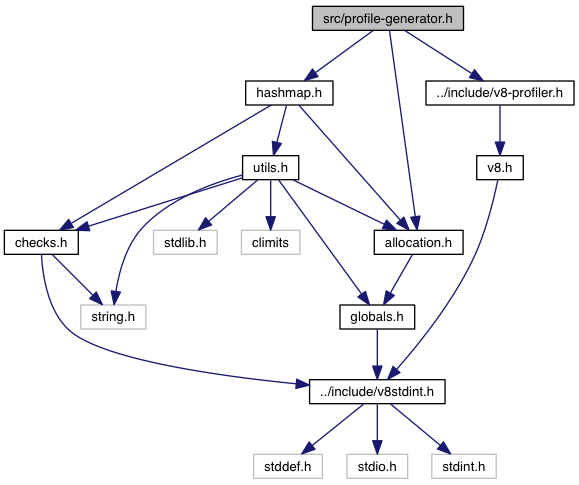 src/profile-generator.h
hashmap.h
../include/v8-profiler.h
utils.h
v8.h
checks.h
stdlib.h
climits
allocation.h
string.h
globals.h
../include/v8stdint.h
stddef.h
stdio.h
stdint.h